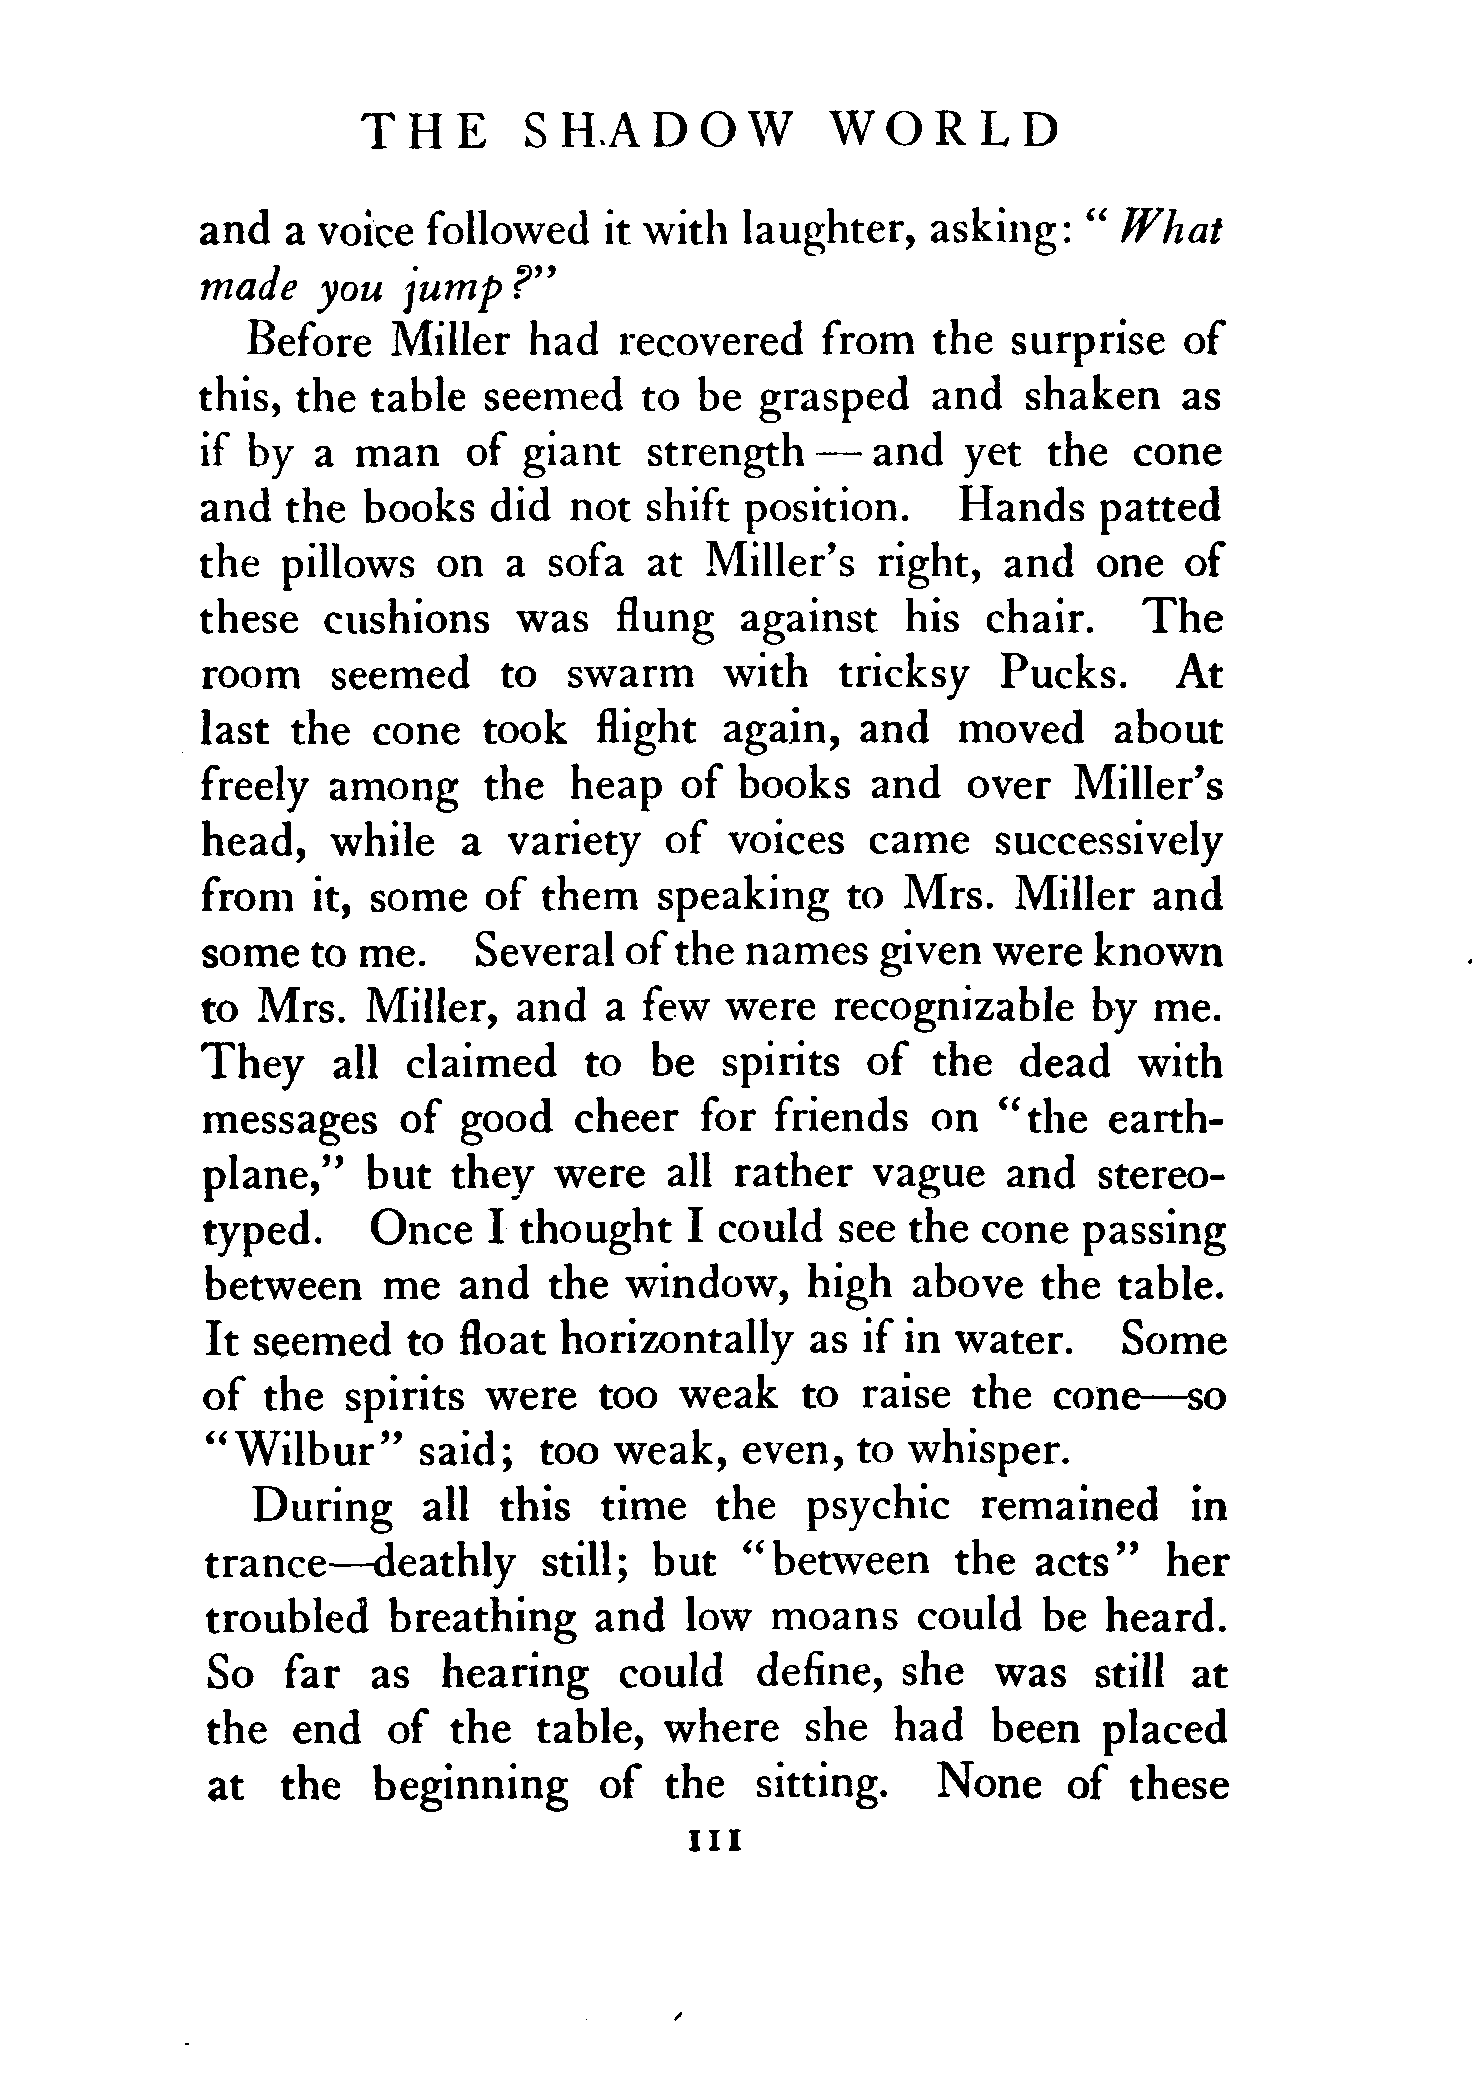 THE SHADOW WORLD
and a voice followed it with laughter, asking: "What
made you jump?"
Before Miller had recovered from the surprise of
this, the table seemed to be grasped and shaken as
if by a man of giant strength — and yet the cone
and the books did not shift position. Hands patted
the pillows on a sofa at Miller's right, and one of
these cushions was flung against his chair. The
room seemed to swarm with tricksy Pucks. At
last the cone took flight again, and moved about
freely among the heap of books and over Miller's
head, while a variety of voices came successively
from it, some of them speaking to Mrs. Miller and
some to me. Several of the names given were known
to Mrs. Miller, and a few were recognizable by me.
They all claimed to be spirits of the dead with
messages of good cheer for friends on "the earth-
plane," but they were all rather vague and stereo-
typed. Once I thought I could see the cone passing
between me and the window, high above the table.
It seemed to float horizontally as if in water. Some
of the spirits were too weak to raise the cone—so
"Wilbur" said; too weak, even, to whisper.
During all this time the psychic remained in
trance—deathly still; but "between the acts" her
troubled breathing and low moans could be heard.
So far as hearing could define, she was still at
the end of the table, where she had been placed
at the beginning of the sitting. None of these
111